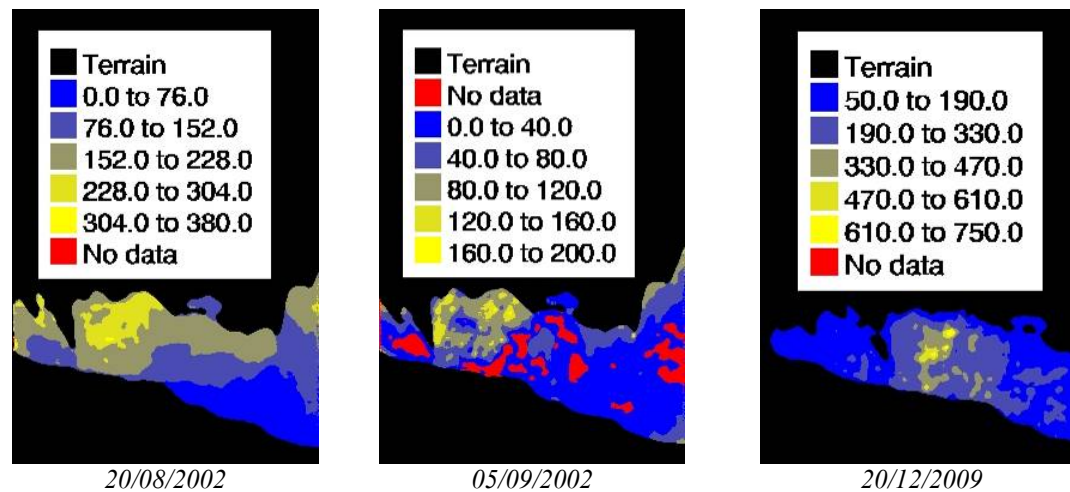 Terrain
0.0 to 76.0
76.0 to 152.0
152.0 to 228.0
228.0 to 304.0
304.0 to 380.0
No data
20/08/2002
Terrain
No data
0.0 to 40.0
40.0 to 80.0
80.0 to 120.0
120.0 to 160.0
160.0 to 200.0
05/09/2002
Terrain
50.0 to 190.0
190.0 to 330.0
330.0 to 470.0
470.0 to 610.0
610.0 to 750.0
No data
20/12/2009